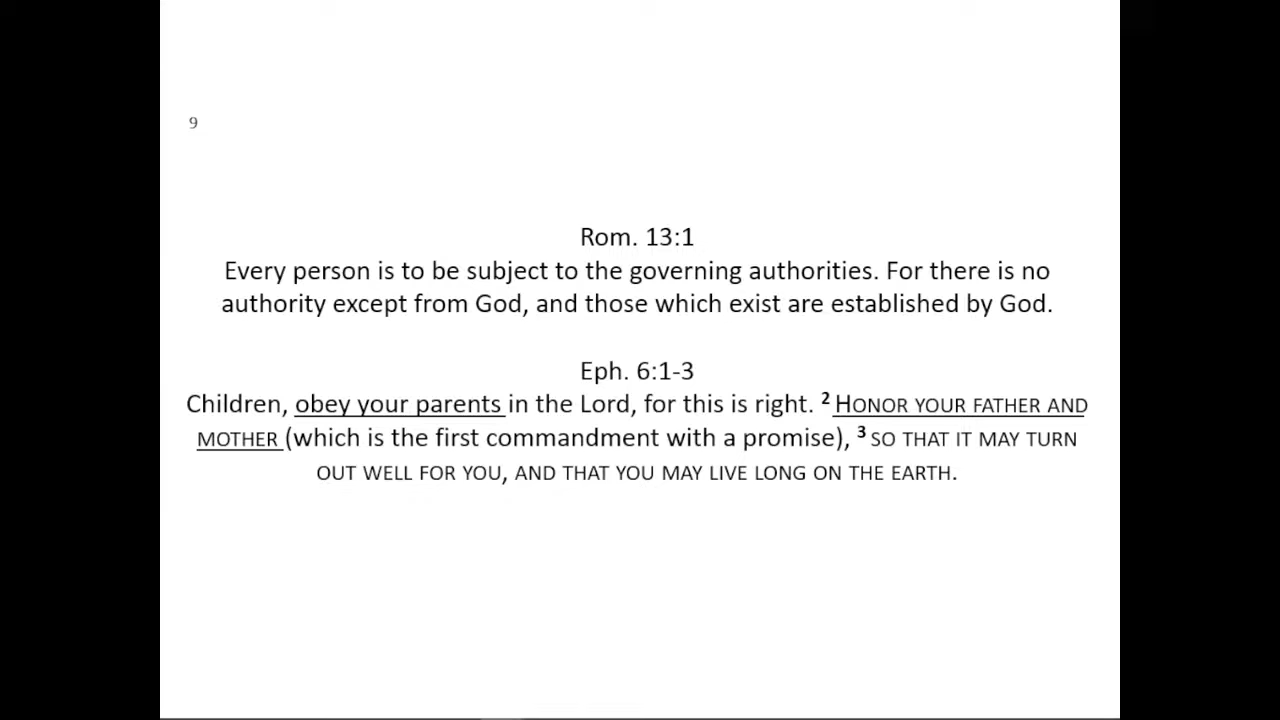 9
Rom. 13:1
Every person is to be subject to the governing authorities. For there is no
authority except from God, and those which exist are established by God.
Eph. 6:1-3
Children, obey your parents in the Lord, for this is right. ² HONOR YOUR FATHER AND
MOTHER (which is the first commandment with a promise), ³ SO THAT IT MAY TURN
OUT WELL FOR YOU, AND THAT YOU MAY LIVE LONG ON THE EARTH.